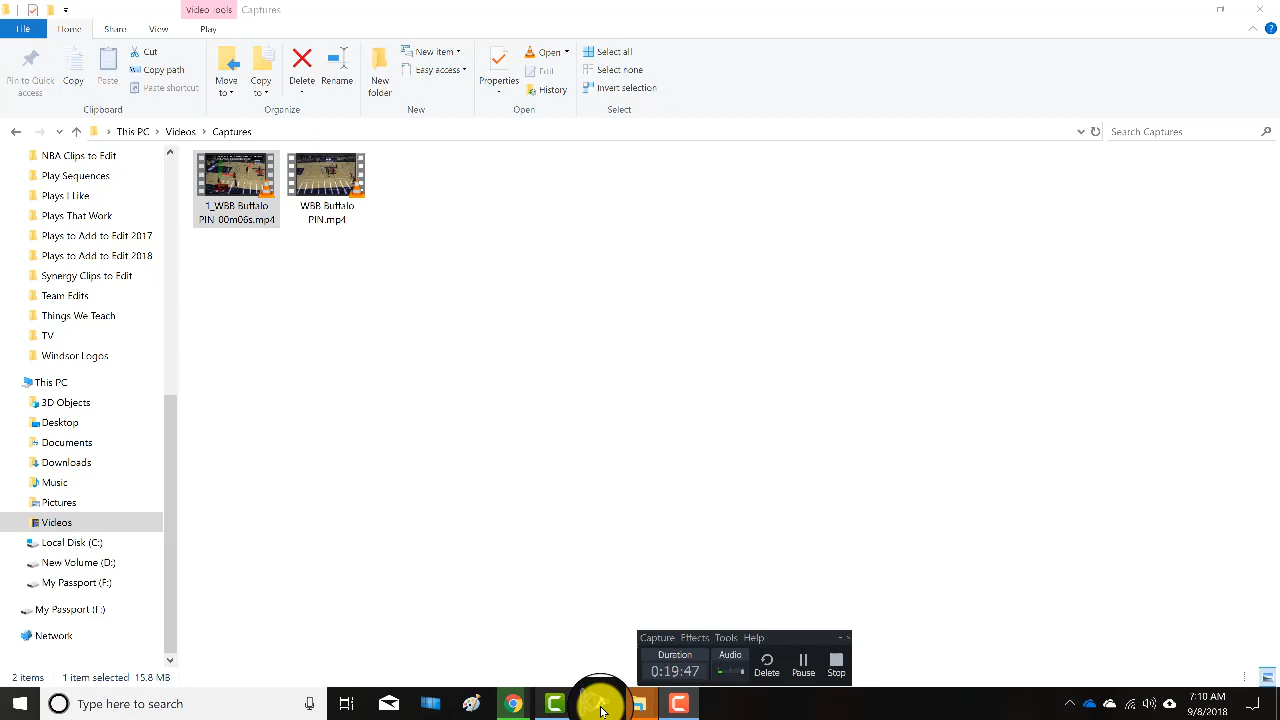 Video Tools Captures
File Home Share View Play
Pin to Quick access
Copy
Paste
Cut
Copy path
Paste shortcut
Clipboard
Move to
Copy to
Delete
Rename
Organize
New folder
New item
Easy access
New
Properties
Open
Edit
History
Open
Select all
Select none
Invert selection
Select
This PC Videos Captures
Search Captures
NBA Clips to Edit
Play Sequences
Plays I Like
Plays That Work
Plays to Add to Edit 2017
Plays to Add to Edit 2018
Synergy Clips to Edit
Team Edits
Things We Teach
TV
Windsor Logos
This PC
3D Objects
Desktop
Documents
Downloads
Music
Pictures
Videos
Local Disk (C:)
New Volume (D:)
My Passport (F:)
My Passport (F:)
Network
1_WBB Buffalo
PIN-00m06s.mp4
WBB Buffalo
PIN.mp4
2 items 1 item selected MB
Capture Effects Tools Help
Duration Audio
0:19:47
Delete Pause Stop
Type here to search
7:10 AM
9/8/2018